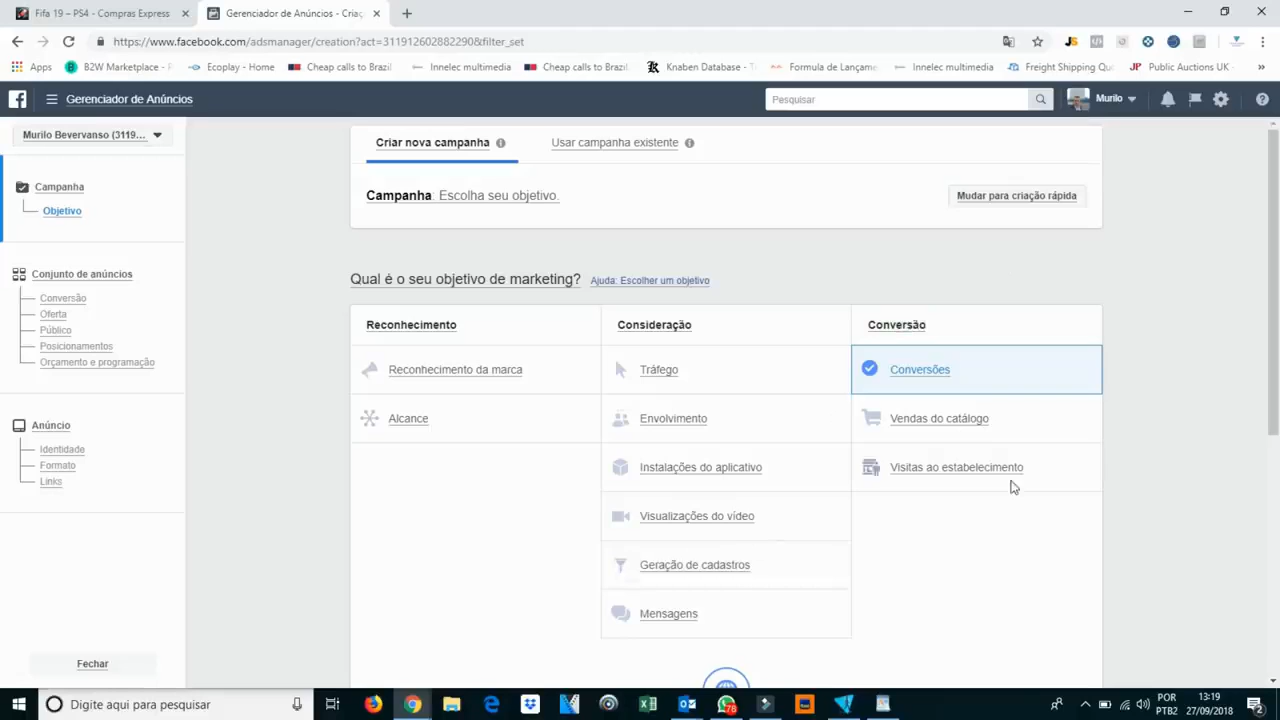 Fifa 19 – PS4 - Compras Express
Gerenciador de Anúncios - Criaç
https://www.facebook.com/adsmanager/creation?act=311912602882290&filter_set
Apps
B2W Marketplace -
Ecoplay - Home
Cheap calls to Brazil
Innelec multimedia
Cheap calls to Brazil
Knaben Database -
Formula de Lançame
Innelec multimedia
Freight Shipping Quo
Public Auctions UK -
Gerenciador de Anúncios
Pesquisar
Murilo
Murilo Bevervanso (3119...
Campanha
Objetivo
Conjunto de anúncios
Conversão
Oferta
Público
Posicionamentos
Orçamento e programação
Anúncio
Identidade
Formato
Links
Fechar
Criar nova campanha
Usar campanha existente
Campanha: Escolha seu objetivo.
Mudar para criação rápida
Qual é o seu objetivo de marketing?
Ajuda: Escolher um objetivo
Reconhecimento
Consideração
Conversão
Reconhecimento da marca
Tráfego
Conversões
Alcance
Envolvimento
Vendas do catálogo
Instalações do aplicativo
Visitas ao estabelecimento
Visualizações do vídeo
Geração de cadastros
Mensagens
Digite aqui para pesquisar
78
POR
PTB2
13:19
27/09/2018
2